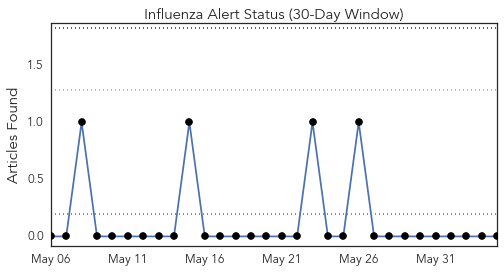 Influenza Alert Status (30-Day Window)
Articles Found
1.5
1.0
0.5
0.0
May 06 May 11 May 16 May 21 May 26 May 31